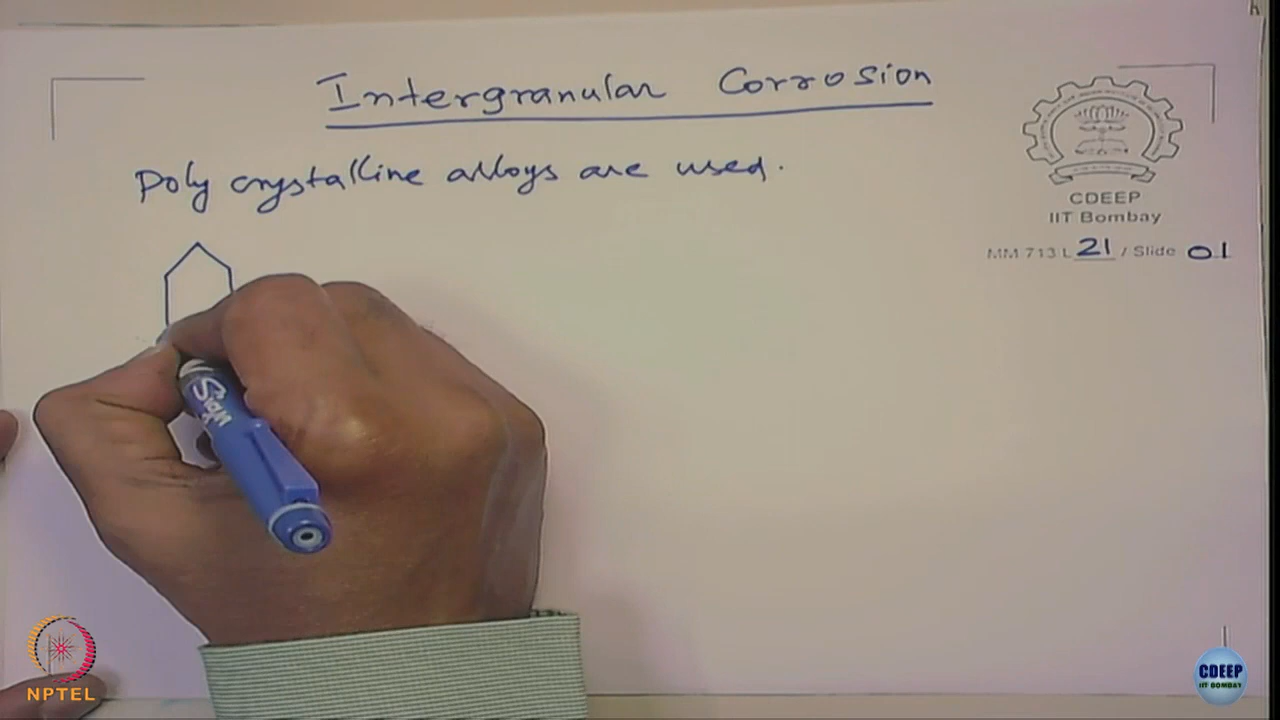 Intergranular Corrosion
Poly crystalline alloys are used.
CDEEP
IIT Bombay
MM 713 L 21 / Slide 01
Sign
NPTEL
CDEEP
IIT BOMBAY